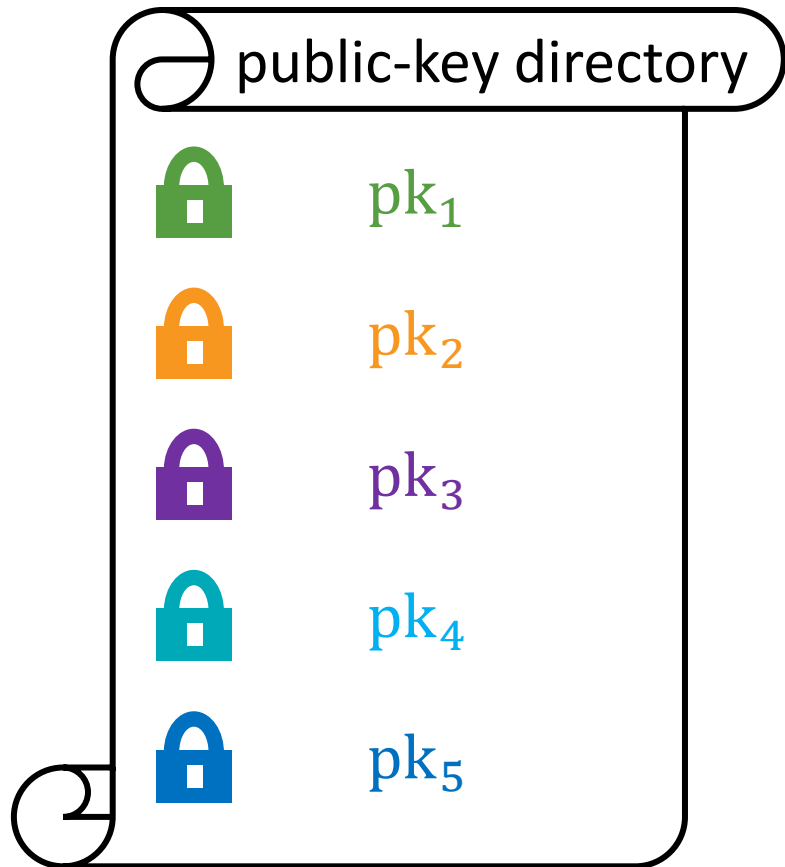 public-key directory
pk₁
pk₂
pk₃
pk₄
pk₅